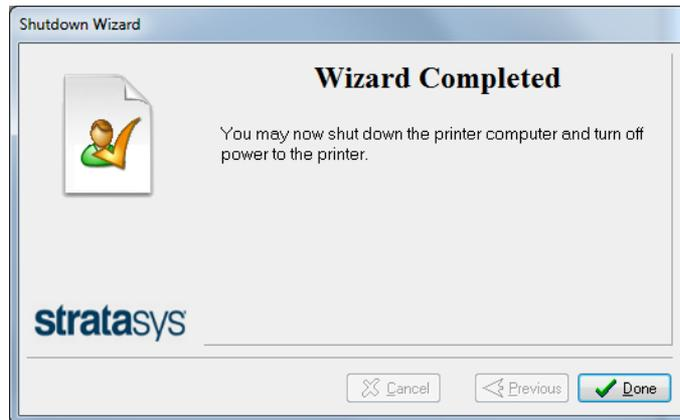 Shutdown Wizard
Wizard Completed
You may now shut down the printer computer and turn off
power to the printer.
stratasys
Cancel
Previous
Done